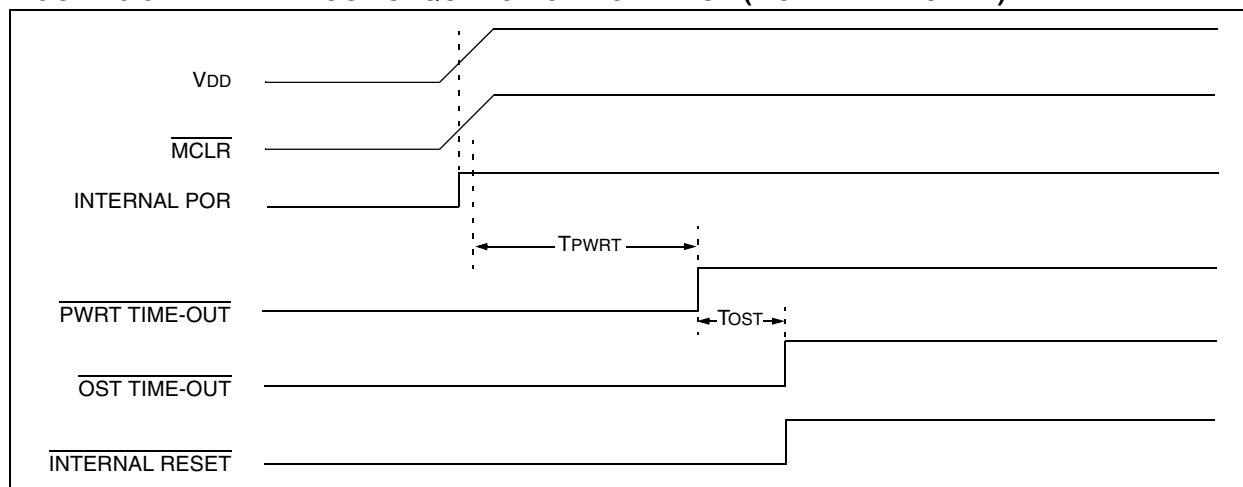 VDD
MCLR
INTERNAL POR
TPWRT
PWRT TIME-OUT
TOST
OST TIME-OUT
INTERNAL RESET